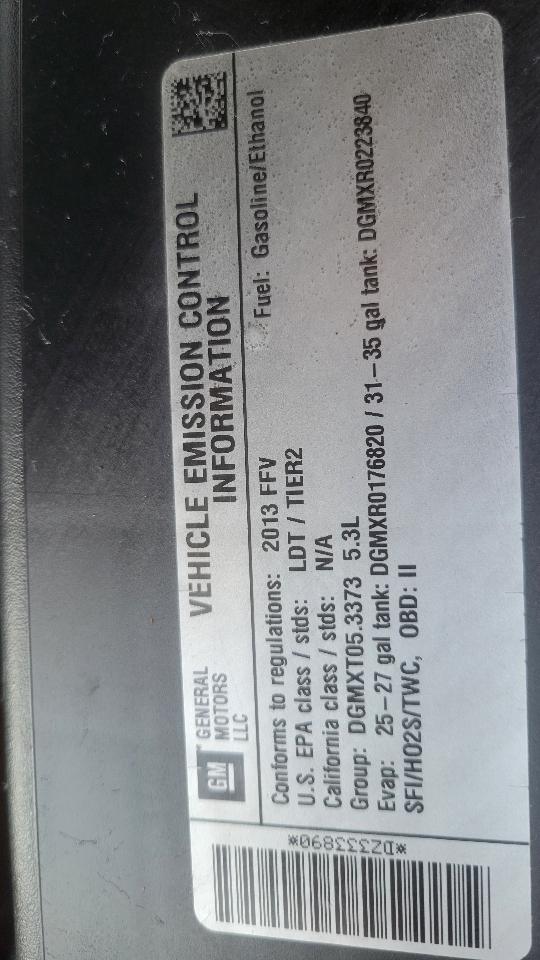 GM
GENERAL
MOTORS
LLC
VEHICLE EMISSION CONTROL
INFORMATION
Conforms to regulations: 2013 FFV
Fuel: Gasoline/Ethanol
U.S. EPA class / stds: LDT / TIER2
California class / stds: N/A
Group: DGMXT05.3373 5.3L
Evap: 25-27 gal tank: DGMXR0176820 / 31-35 gal tank: DGMXR0223840
SFI/HO2S/TWC, OBD: II
*DZ333890*